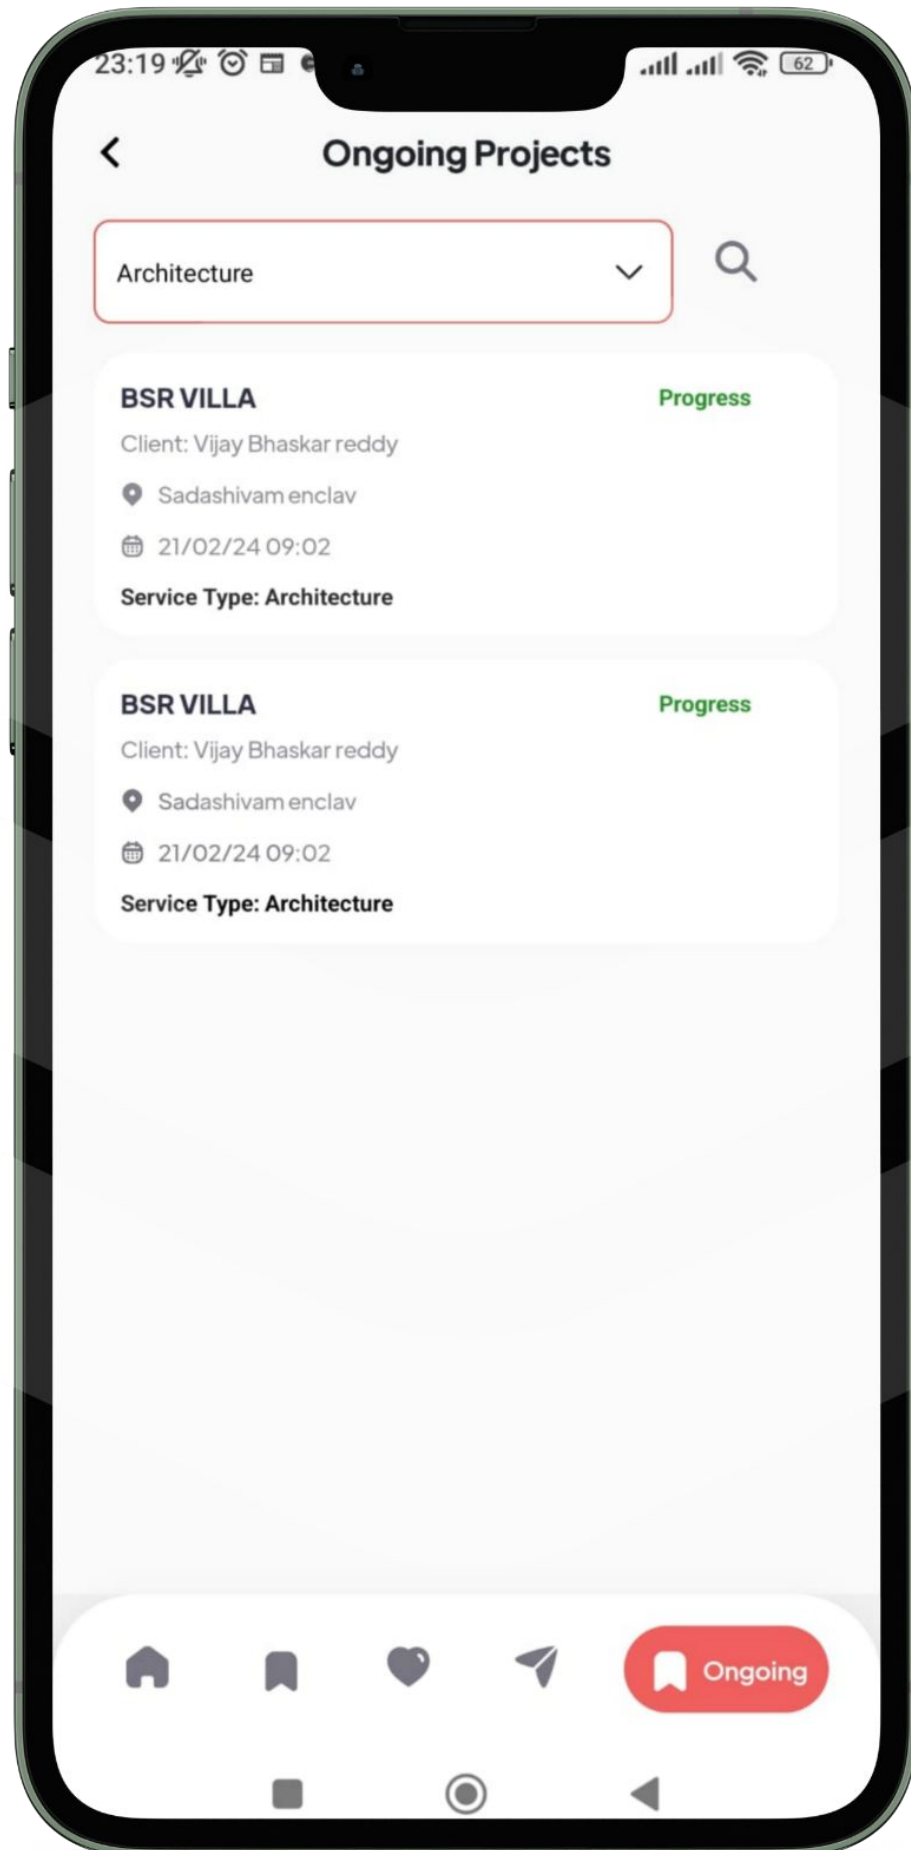 23:19 62
Ongoing Projects
Architecture
BSR VILLA Progress
Client: Vijay Bhaskar reddy
Sadashivam enclav
21/02/24 09:02
Service Type: Architecture
BSR VILLA Progress
Client: Vijay Bhaskar reddy
Sadashivam enclav
21/02/24 09:02
Service Type: Architecture
Ongoing